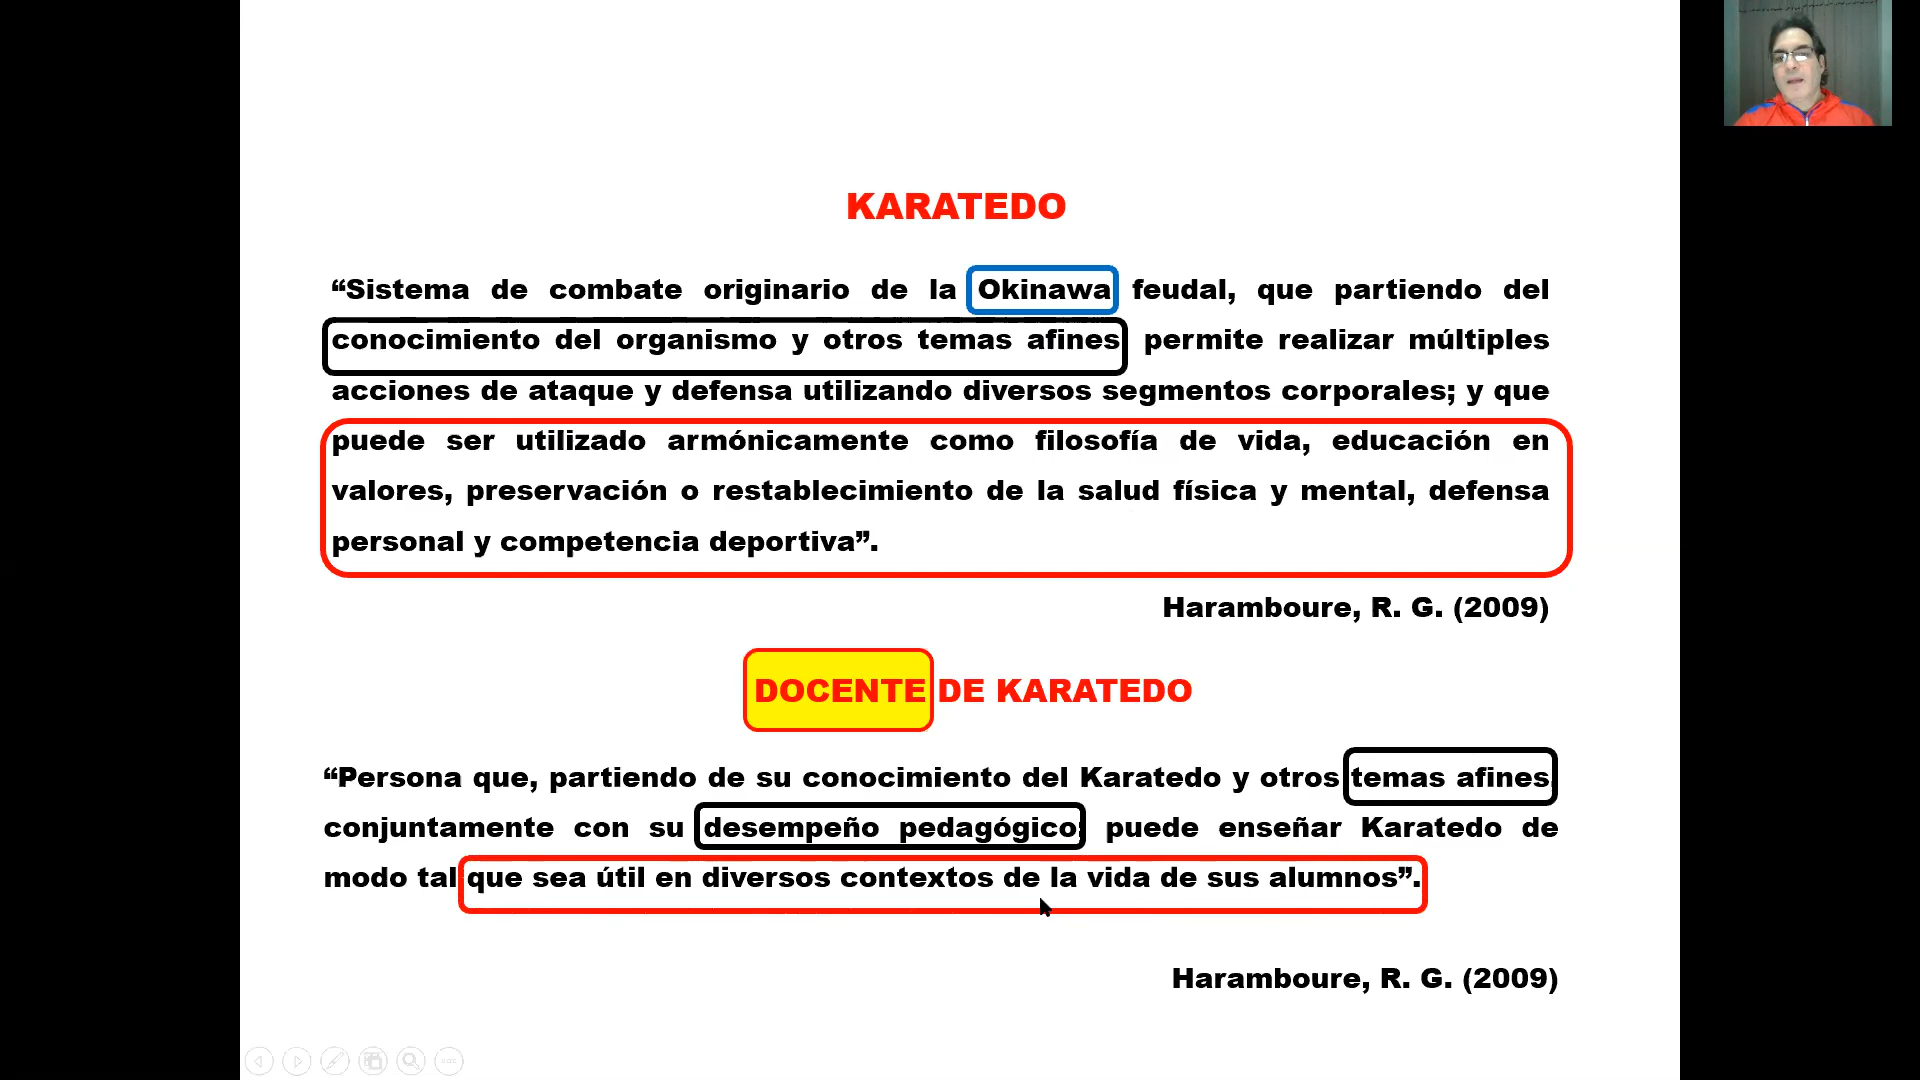 KARATEDO
“Sistema de combate originario de la Okinawa feudal, que partiendo del
conocimiento del organismo y otros temas afines permite realizar múltiples
acciones de ataque y defensa utilizando diversos segmentos corporales; y que
puede ser utilizado armónicamente como filosofía de vida, educación en
valores, preservación o restablecimiento de la salud física y mental, defensa
personal y competencia deportiva”.
Haramboure, R. G. (2009)
DOCENTE DE KARATEDO
“Persona que, partiendo de su conocimiento del Karatedo y otros temas afines
conjuntamente con su desempeño pedagógico; puede enseñar Karatedo de
modo tal que sea útil en diversos contextos de la vida de sus alumnos”.
Haramboure, R. G. (2009)